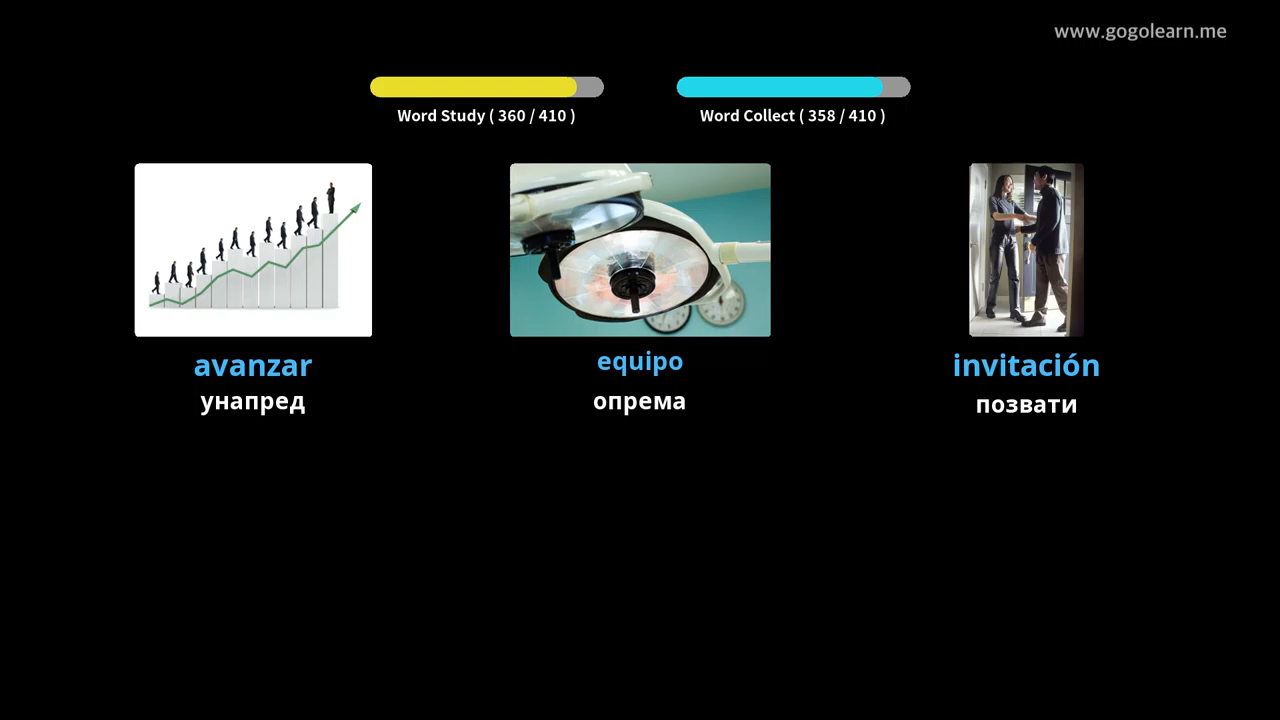 www.gogolearn.me
Word Study ( 360 / 410 )
Word Collect ( 358 / 410 )
avanzar
унапред
equipo
опрема
invitación
позвати